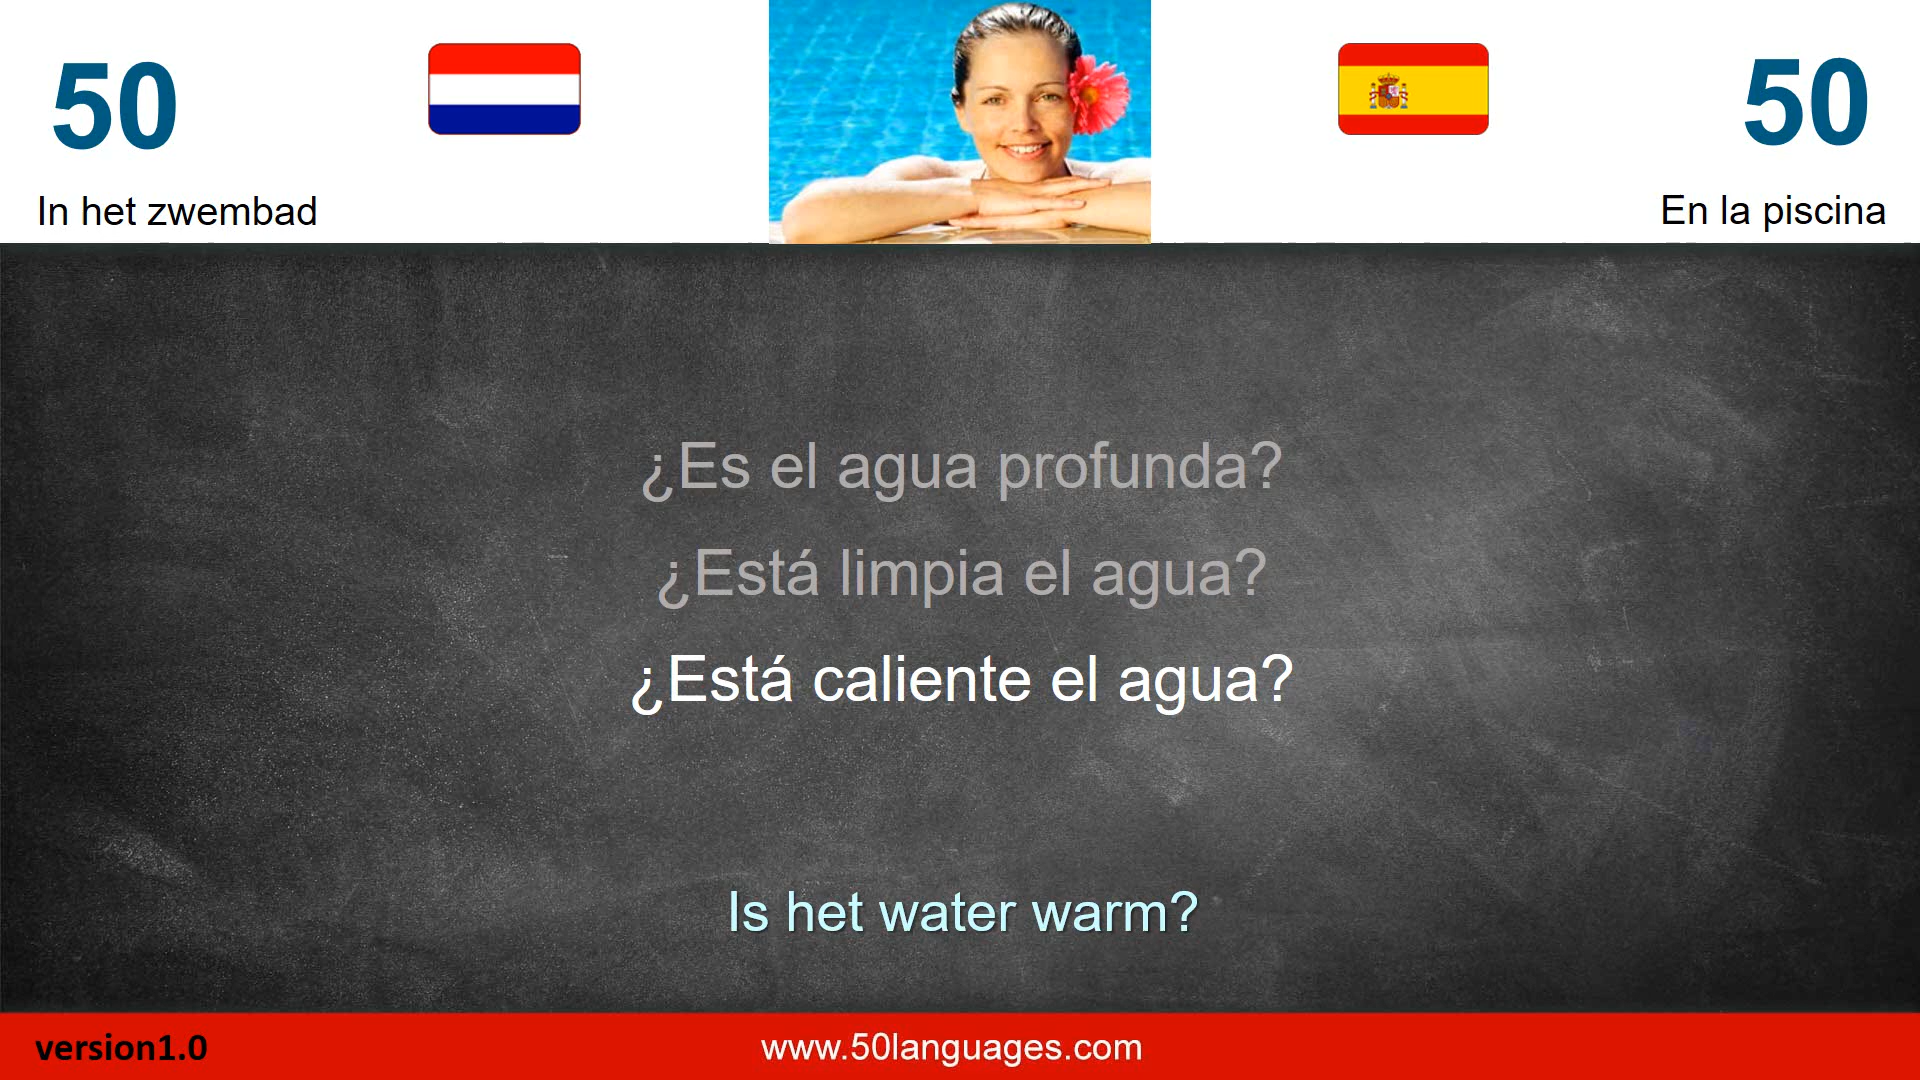 50
50
In het zwembad
En la piscina
¿Es el agua profunda?
¿Está limpia el agua?
¿Está caliente el agua?
Is het water warm?
version1.0
www.50languages.com